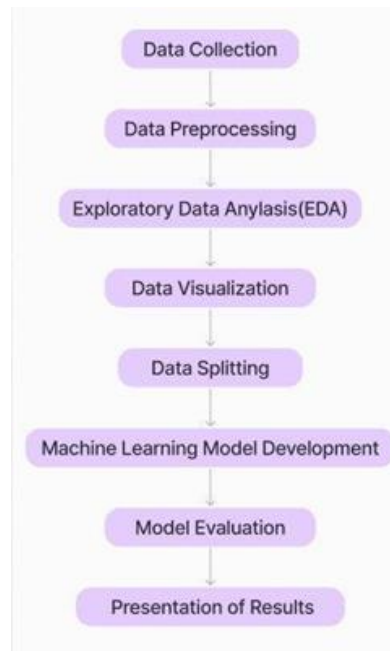 Data Collection
Data Preprocessing
Exploratory Data Anylasis(EDA)
Data Visualization
Data Splitting
Machine Learning Model Development
Model Evaluation
Presentation of Results